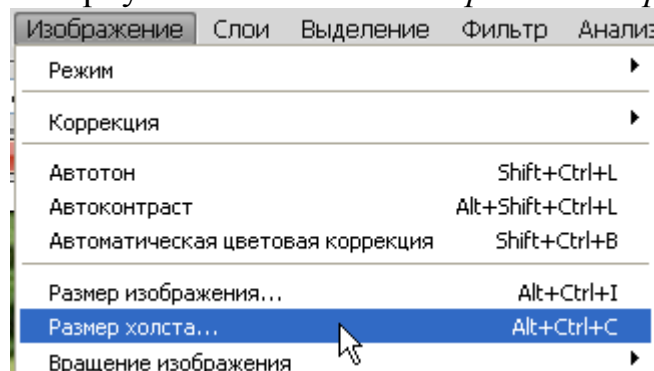 Изображение Слои Выделение Фильтр
Режим
Коррекция
Автотон Shift+Ctrl+L
Автоконтраст Alt+Shift+Ctrl+L
Автоматическая цветовая коррекция Shift+Ctrl+B
Размер изображения... Alt+Ctrl+I
Размер холста... Alt+Ctrl+C
Вращение изображения